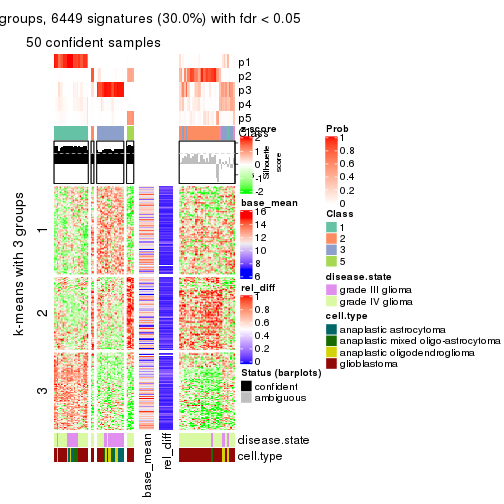 groups, 6449 signatures (30.0%) with fdr < 0.05
50 confident samples
p1
p2
p3
p4
p5
Class
z-score
2
1
0
-1
-2
Silhouette
score
k-means with 3 groups
1
2
3
base_mean
16
14
12
10
8
6
rel_diff
1
0.8
0.6
0.4
0.2
0
Status (barplots)
confident
ambiguous
disease.state
cell.type
base_mean
rel_diff
Prob
1
0.8
0.6
0.4
0.2
0
Class
1
2
3
5
disease.state
grade III glioma
grade IV glioma
cell.type
anaplastic astrocytoma
anaplastic mixed oligo-astrocytoma
anaplastic oligodendroglioma
glioblastoma